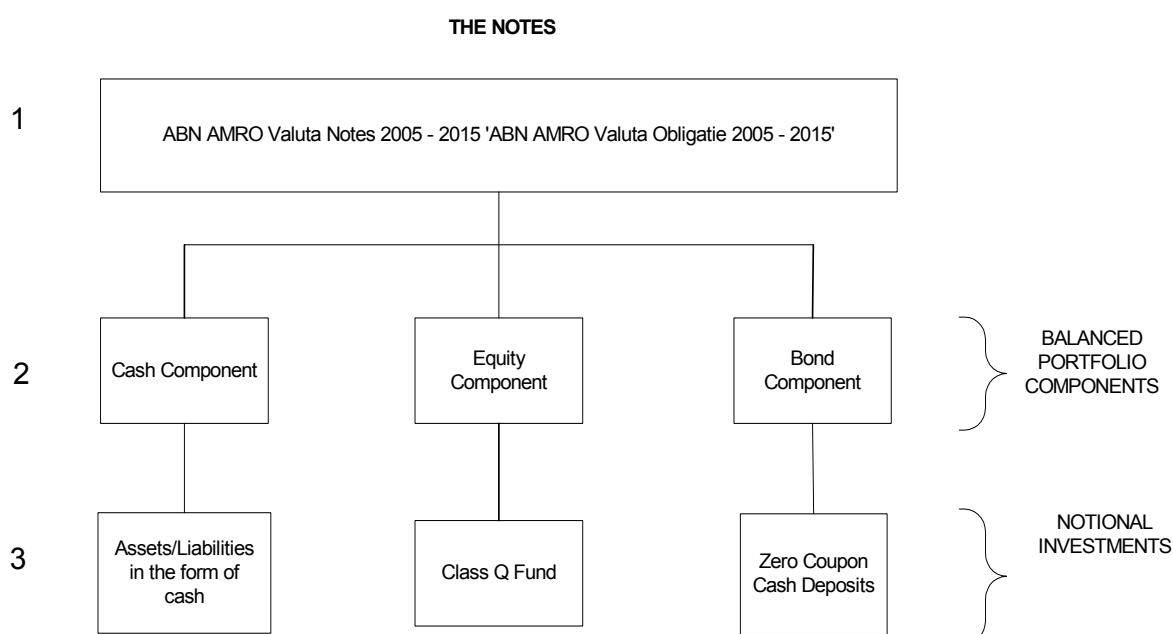 THE NOTES
1
ABN AMRO Valuta Notes 2005 - 2015 'ABN AMRO Valuta Obligatie 2005 - 2015'
2
Cash Component
Equity
Component
Bond
Component
BALANCED
PORTFOLIO
COMPONENTS
3
Assets/Liabilities
in the form of
cash
Class Q Fund
Zero Coupon
Cash Deposits
NOTIONAL
INVESTMENTS